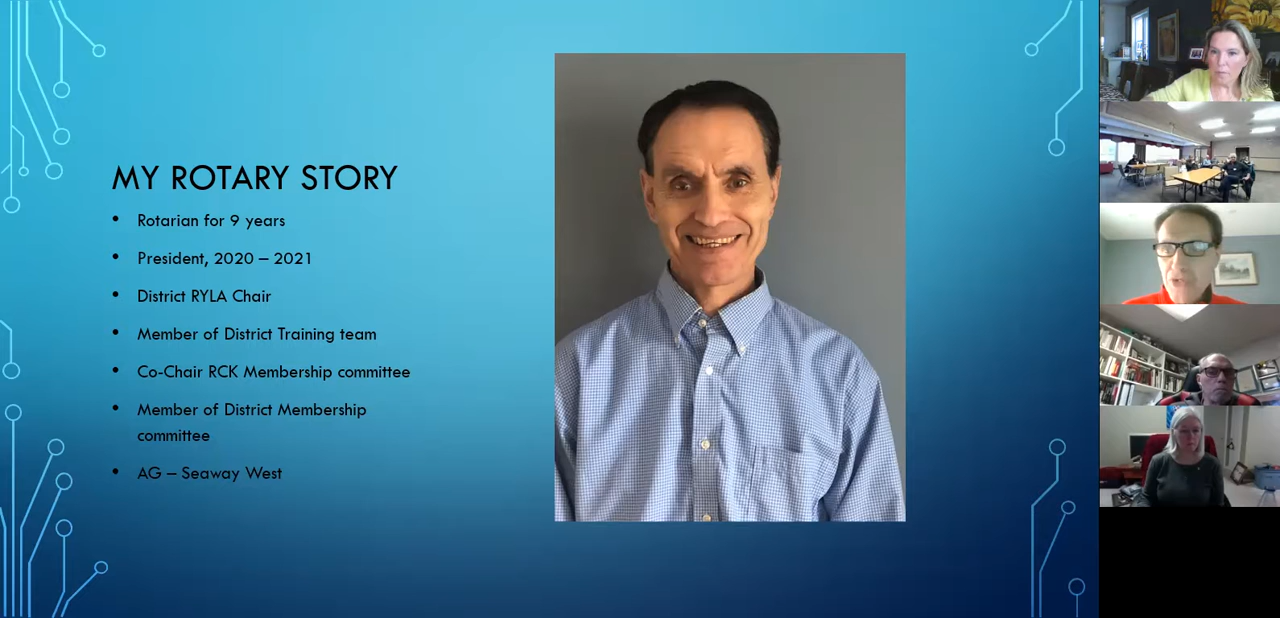 MY ROTARY STORY
• Rotarian for 9 years
• President, 2020 – 2021
• District RYLA Chair
• Member of District Training team
• Co-Chair RCK Membership committee
• Member of District Membership
committee
• AG – Seaway West